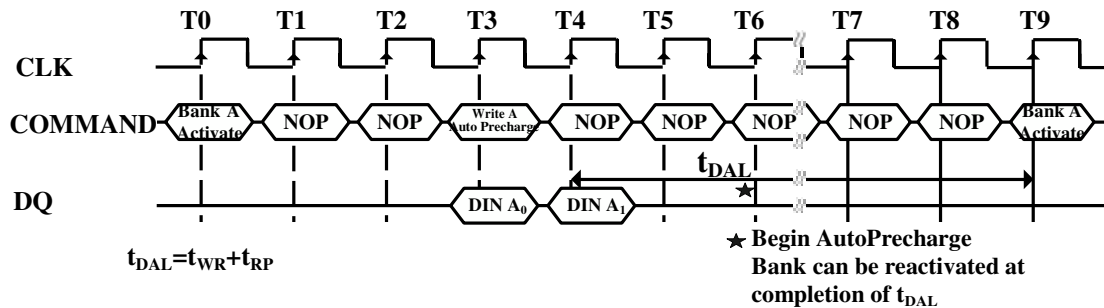 T0 T1 T2 T3 T4 T5 T6 T7 T8 T9
CLK
COMMAND
Bank A
Activate
NOP
NOP
Write A
Auto Precharge
NOP
NOP
NOP
NOP
NOP
Bank A
Activate
tDAL
DQ
DIN A0
DIN A1
tDAL=tWR+tRP
★ Begin AutoPrecharge
Bank can be reactivated at
completion of tDAL